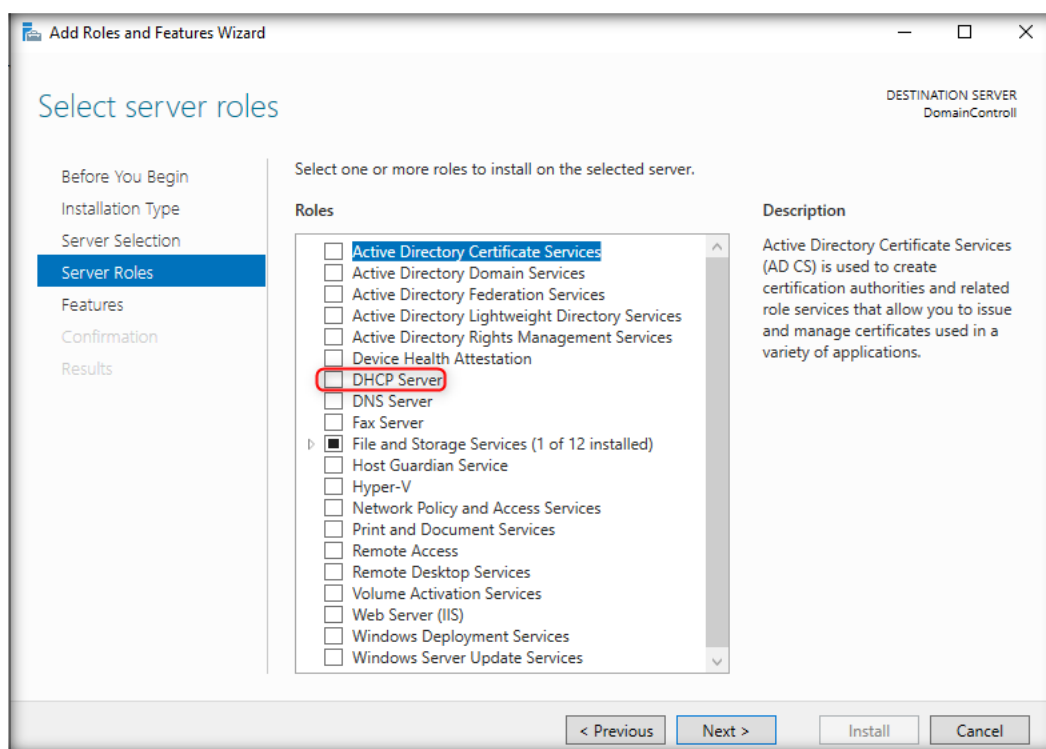 Add Roles and Features Wizard
Select server roles
DESTINATION SERVER
DomainControll
Before You Begin
Installation Type
Server Selection
Server Roles
Features
Confirmation
Results
Select one or more roles to install on the selected server.
Roles
Active Directory Certificate Services
Active Directory Domain Services
Active Directory Federation Services
Active Directory Lightweight Directory Services
Active Directory Rights Management Services
Device Health Attestation
DHCP Server
DNS Server
Fax Server
File and Storage Services (1 of 12 installed)
Host Guardian Service
Hyper-V
Network Policy and Access Services
Print and Document Services
Remote Access
Remote Desktop Services
Volume Activation Services
Web Server (IIS)
Windows Deployment Services
Windows Server Update Services
Description
Active Directory Certificate Services
(AD CS) is used to create
certification authorities and related
role services that allow you to issue
and manage certificates used in a
variety of applications.
< Previous
Next >
Install
Cancel